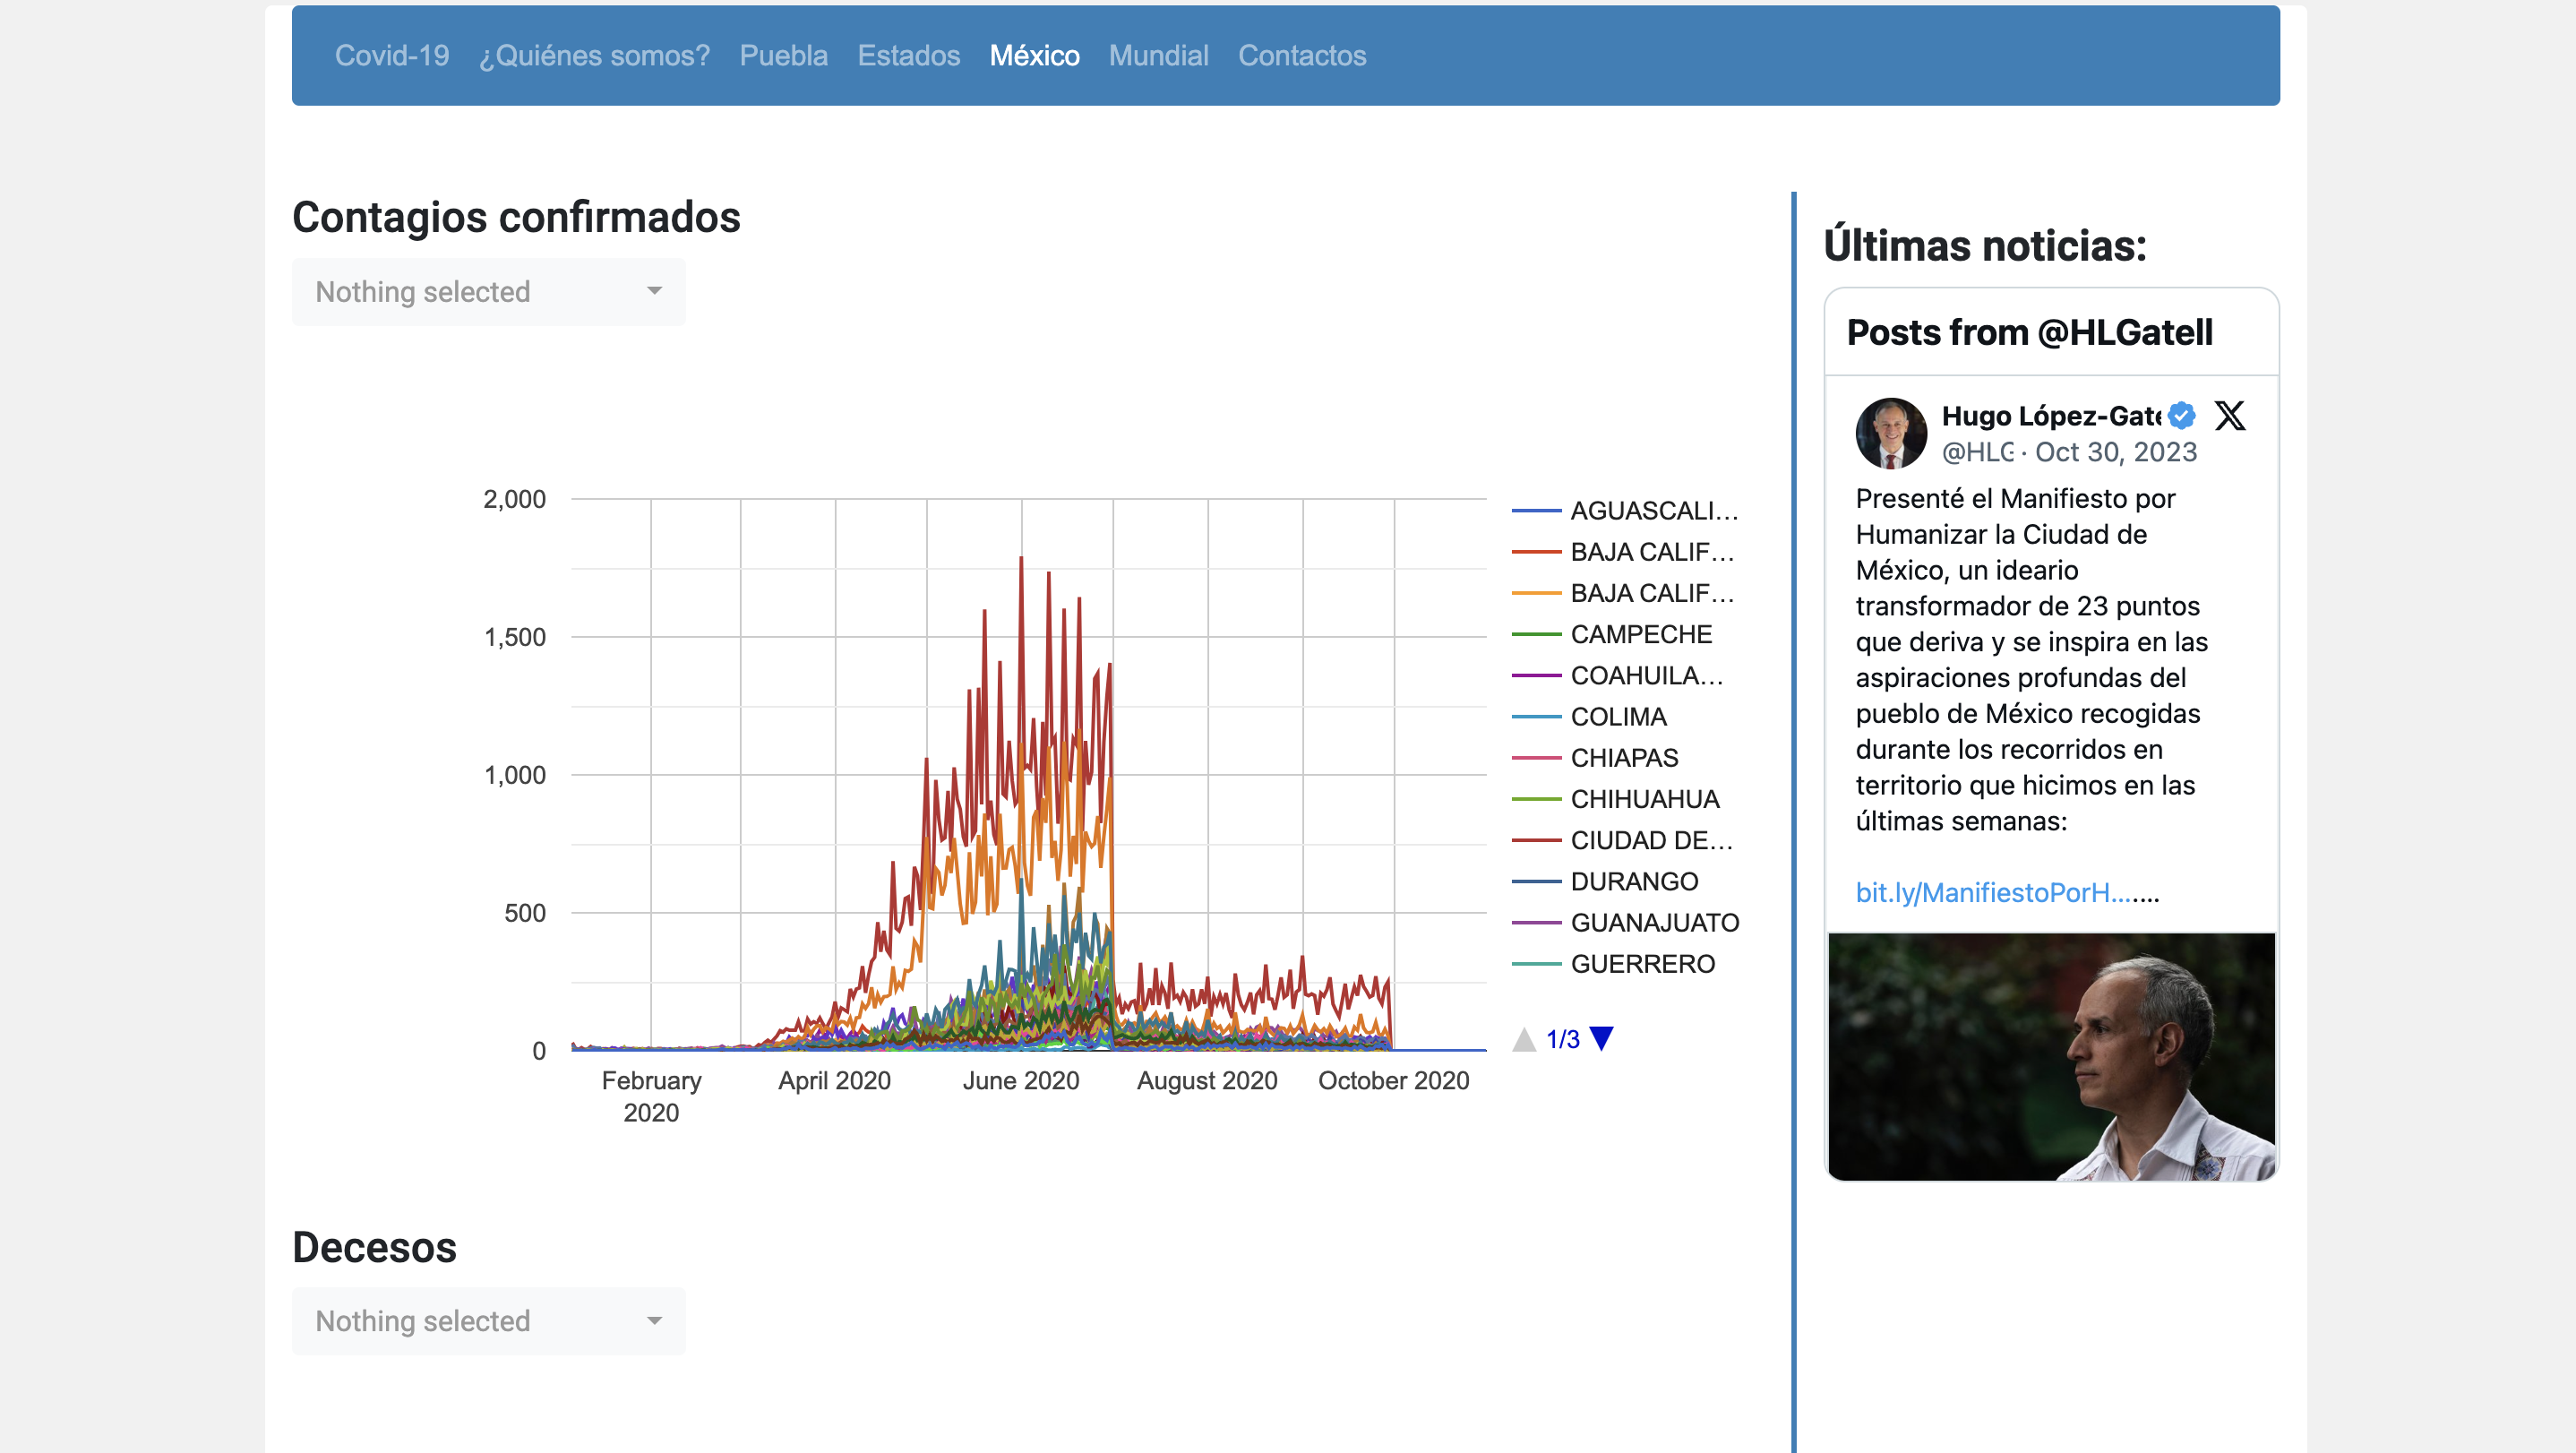 Covid-19 ¿Quiénes somos? Puebla Estados México Mundial Contactos
Contagios confirmados
Nothing selected
2,000
1,500
1,000
500
0
February
2020
April 2020
June 2020
August 2020
October 2020
AGUASCALI...
BAJA CALIF...
BAJA CALIF...
CAMPECHE
COAHUILA...
COLIMA
CHIAPAS
CHIHUAHUA
CIUDAD DE...
DURANGO
GUANAJUATO
GUERRERO
1/3
Decesos
Nothing selected
Últimas noticias:
Posts from @HLGatell
Hugo López-Gate
@HLG · Oct 30, 2023
Presenté el Manifiesto por
Humanizar la Ciudad de
México, un ideario
transformador de 23 puntos
que deriva y se inspira en las
aspiraciones profundas del
pueblo de México recogidas
durante los recorridos en
territorio que hicimos en las
últimas semanas:
bit.ly/ManifiestoPorH…....